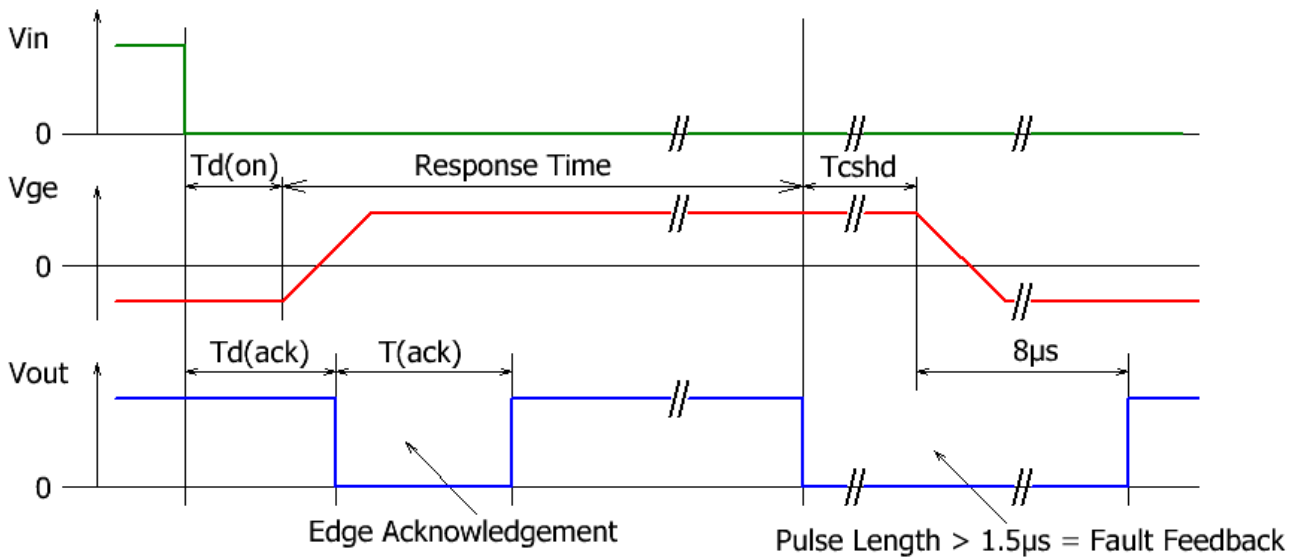 Vin
0
Td(on)
Response Time
Tcshd
Vge
0
Td(ack)
T(ack)
8µs
Vout
0
Edge Acknowledgement
Pulse Length > 1.5µs = Fault Feedback